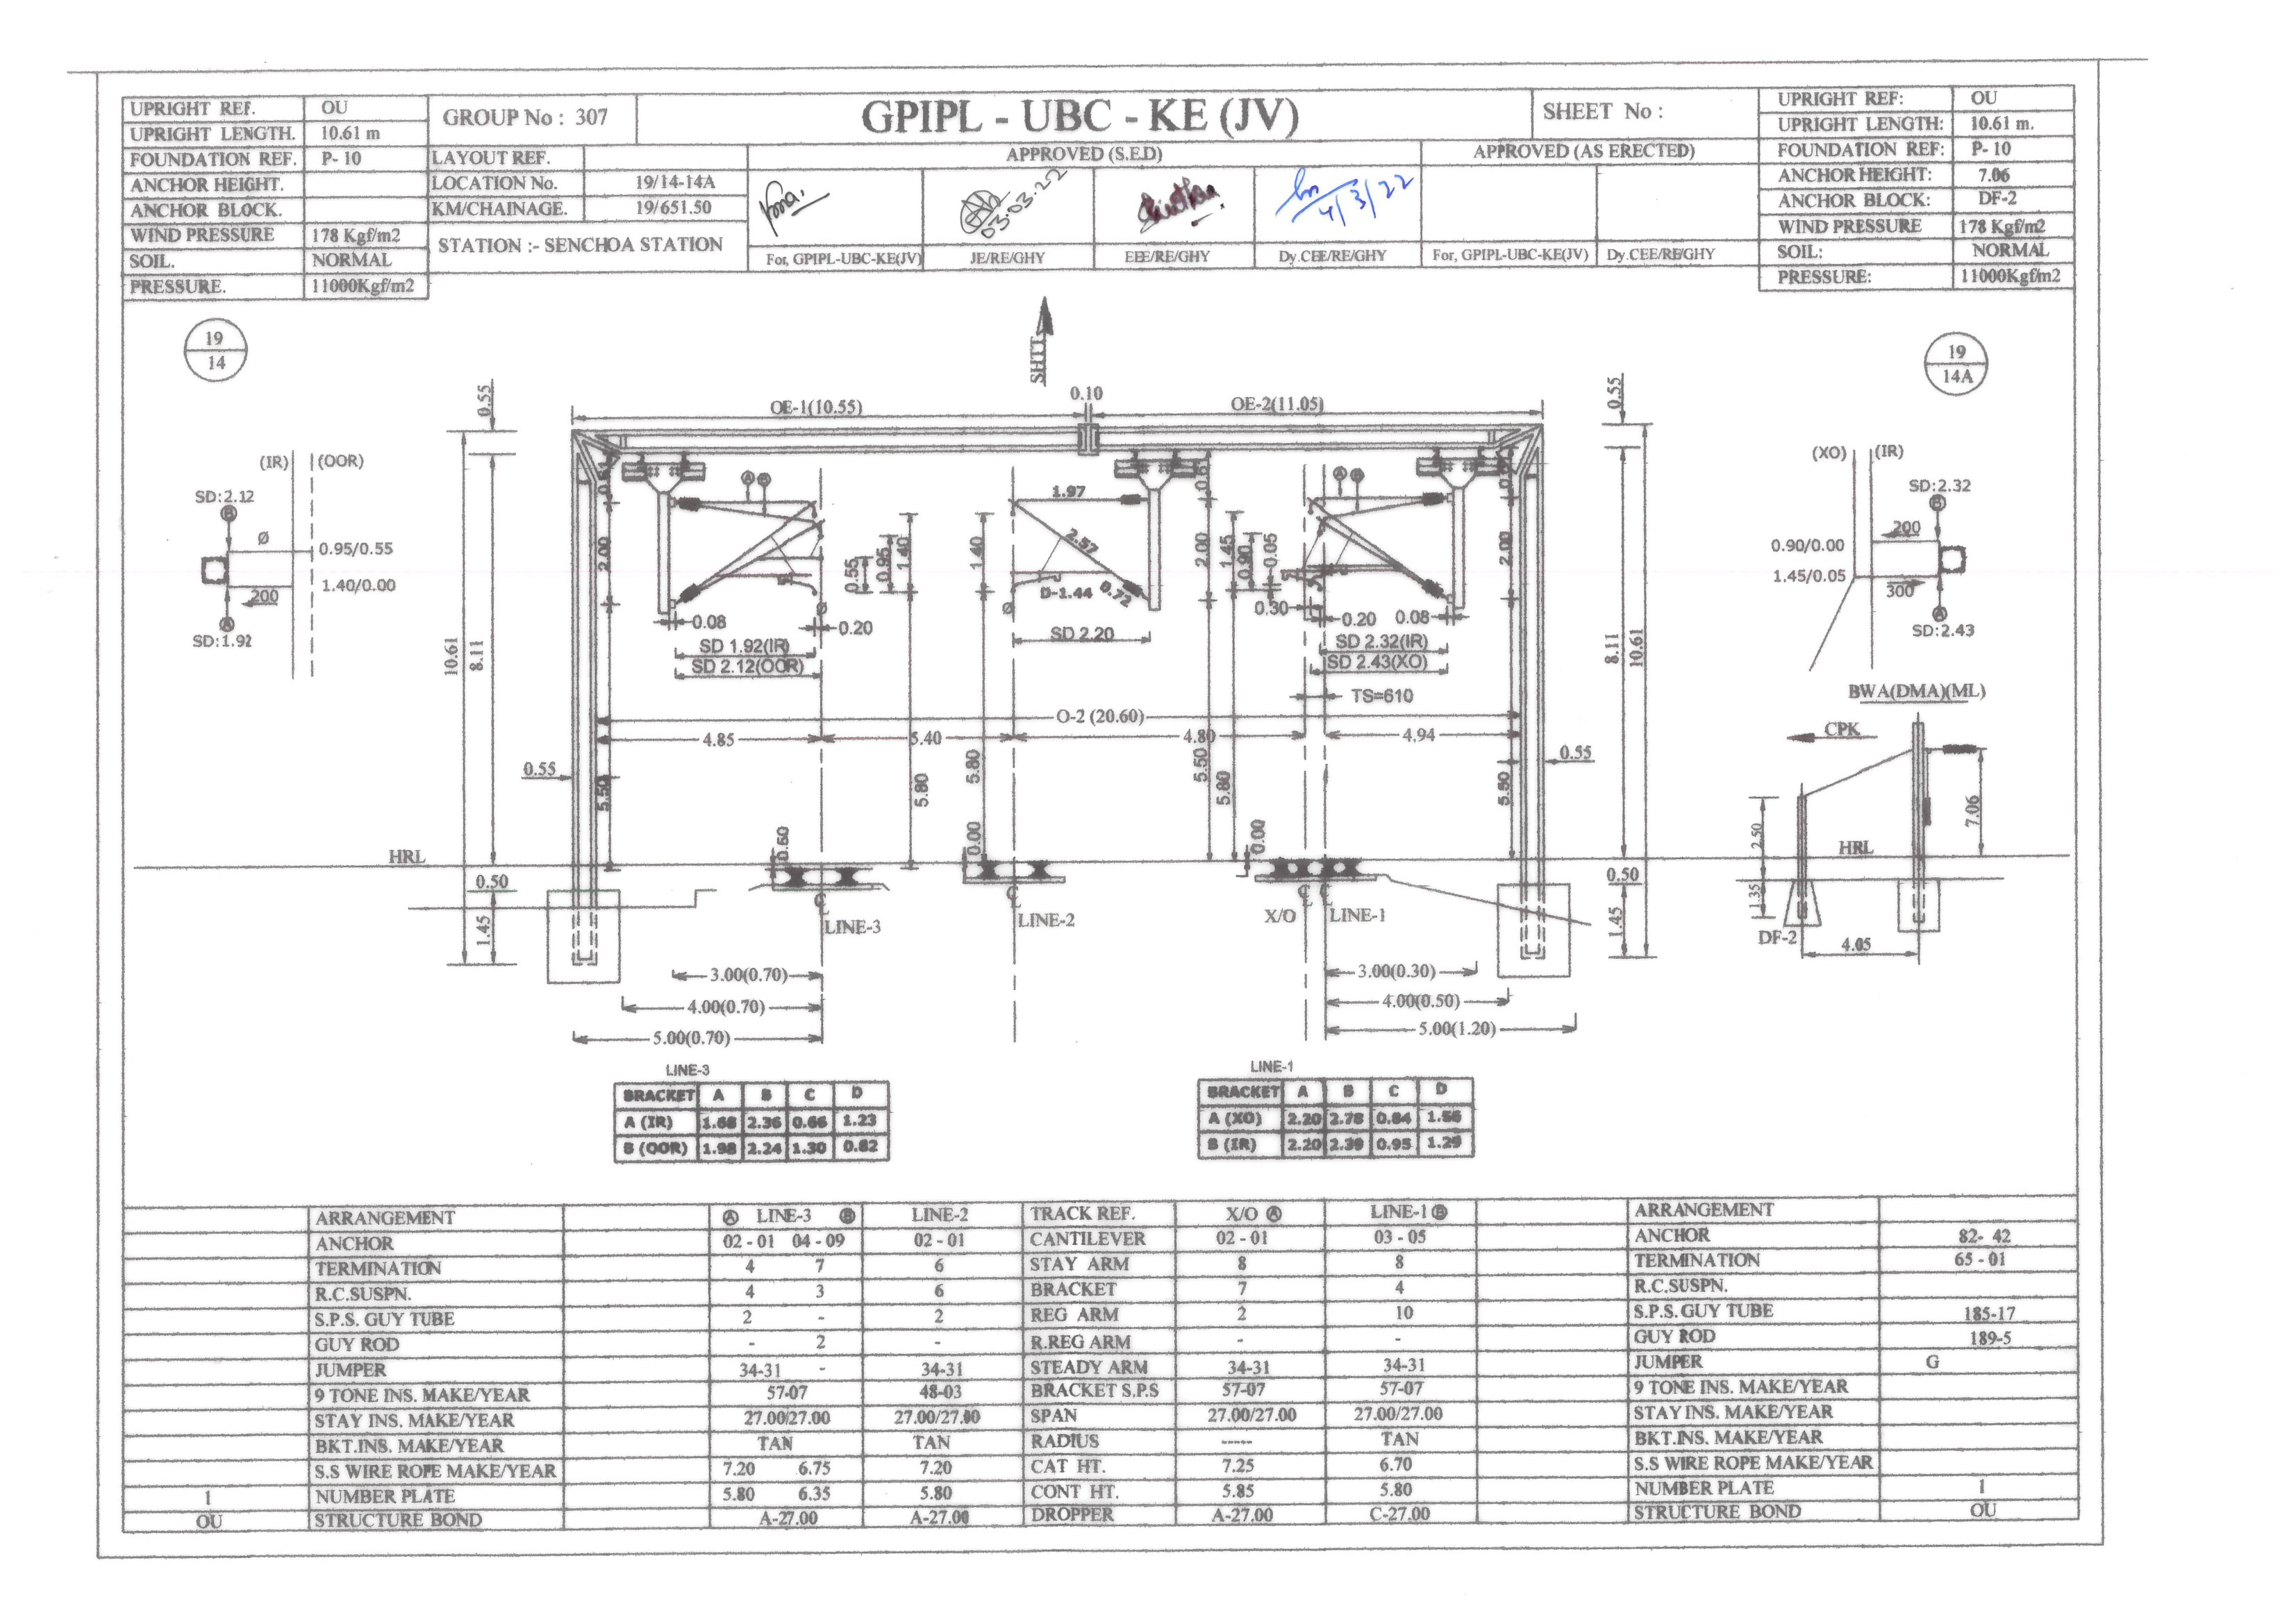 UPRIGHT REF. OU
UPRIGHT LENGTH. 10.61 m
FOUNDATION REF. P- 10
ANCHOR HEIGHT.
ANCHOR BLOCK.
WIND PRESSURE 178 Kgf/m2
SOIL. NORMAL
PRESSURE. 11000Kgf/m2
GROUP No : 307
GPIPL - UBC - KE (JV)
SHEET No :
LAYOUT REF.
LOCATION No. 19/14-14A
KM/CHAINAGE. 19/651.50
STATION :- SENCHOA STATION
APPROVED (S.E.D)
APPROVED (AS ERECTED)
03.03.22
4/3/22
For, GPIPL-UBC-KE(JV) JE/RE/GHY EEE/RE/GHY Dy.CEE/RE/GHY For, GPIPL-UBC-KE(JV) Dy.CEE/RE/GHY
UPRIGHT REF: OU
UPRIGHT LENGTH: 10.61 m.
FOUNDATION REF: P- 10
ANCHOR HEIGHT: 7.06
ANCHOR BLOCK: DF-2
WIND PRESSURE 178 Kgf/m2
SOIL: NORMAL
PRESSURE: 11000Kgf/m2
19
14
SHTT
19
14A
0.55
OE-1(10.55)
0.10
OE-2(11.05)
0.55
(IR) (OOR)
SD:2.12
B
Ø
0.95/0.55
1.40/0.00
200
A
SD:1.92
(XO) (IR)
SD:2.32
B
200
0.90/0.00
1.45/0.05
300
A
SD:2.43
A B
1.97
2.57
D-1.44
0.72
0.61
A B
2.00
0.55
0.95
1.40
1.40
2.00
1.45
0.90
0.05
2.00
0.08
Ø
0.20
Ø
0.30
0.20
0.08
SD 1.92(IR)
SD 2.12(OOR)
SD 2.20
SD 2.32(IR)
SD 2.43(XO)
TS=610
10.61
8.11
8.11
10.61
O-2 (20.60)
4.85
5.40
4.80
4.94
0.55
0.55
5.50
5.80
5.80
5.50
5.80
5.50
BWA(DMA)(ML)
CPK
7.06
2.50
HRL
1.35
DF-2
4.05
HRL
0.60
0.00
0.00
0.50
1.45
0.50
1.45
LINE-3
LINE-2
X/O
LINE-1
3.00(0.70)
4.00(0.70)
5.00(0.70)
3.00(0.30)
4.00(0.50)
5.00(1.20)
LINE-3
BRACKET A B C D
A (IR) 1.68 2.36 0.66 1.23
B (OOR) 1.98 2.24 1.30 0.82
LINE-1
BRACKET A B C D
A (XO) 2.20 2.78 0.84 1.56
B (IR) 2.20 2.39 0.95 1.29
ARRANGEMENT A LINE-3 B LINE-2 TRACK REF. X/O A LINE-1 B ARRANGEMENT
ANCHOR 02 - 01 04 - 09 02 - 01 CANTILEVER 02 - 01 03 - 05 ANCHOR 82- 42
TERMINATION 4 7 6 STAY ARM 8 8 TERMINATION 65 - 01
R.C.SUSPN. 4 3 6 BRACKET 7 4 R.C.SUSPN.
S.P.S. GUY TUBE 2 - 2 REG ARM 2 10 S.P.S. GUY TUBE 185-17
GUY ROD - 2 - R.REG ARM - - GUY ROD 189-5
JUMPER 34-31 - 34-31 STEADY ARM 34-31 34-31 JUMPER G
9 TONE INS. MAKE/YEAR 57-07 48-03 BRACKET S.P.S 57-07 57-07 9 TONE INS. MAKE/YEAR
STAY INS. MAKE/YEAR 27.00/27.00 27.00/27.00 SPAN 27.00/27.00 27.00/27.00 STAY INS. MAKE/YEAR
BKT.INS. MAKE/YEAR TAN TAN RADIUS ----- TAN BKT.INS. MAKE/YEAR
S.S WIRE ROPE MAKE/YEAR 7.20 6.75 7.20 CAT HT. 7.25 6.70 S.S WIRE ROPE MAKE/YEAR
1 NUMBER PLATE 5.80 6.35 5.80 CONT HT. 5.85 5.80 NUMBER PLATE 1
OU STRUCTURE BOND A-27.00 A-27.00 DROPPER A-27.00 C-27.00 STRUCTURE BOND OU